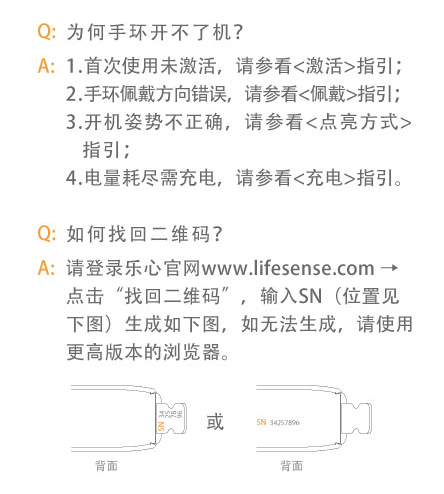 Q: 为何手环开不了机？
A: 1.首次使用未激活，请参看<激活>指引；
2.手环佩戴方向错误，请参看<佩戴>指引；
3.开机姿势不正确，请参看<点亮方式>
指引；
4.电量耗尽需充电，请参看<充电>指引。
Q: 如何找回二维码？
A: 请登录乐心官网www.lifesense.com →
点击“找回二维码”，输入SN（位置见
下图）生成如下图，如无法生成，请使用
更高版本的浏览器。
SN 34257896
或
SN 34257896
背面
背面